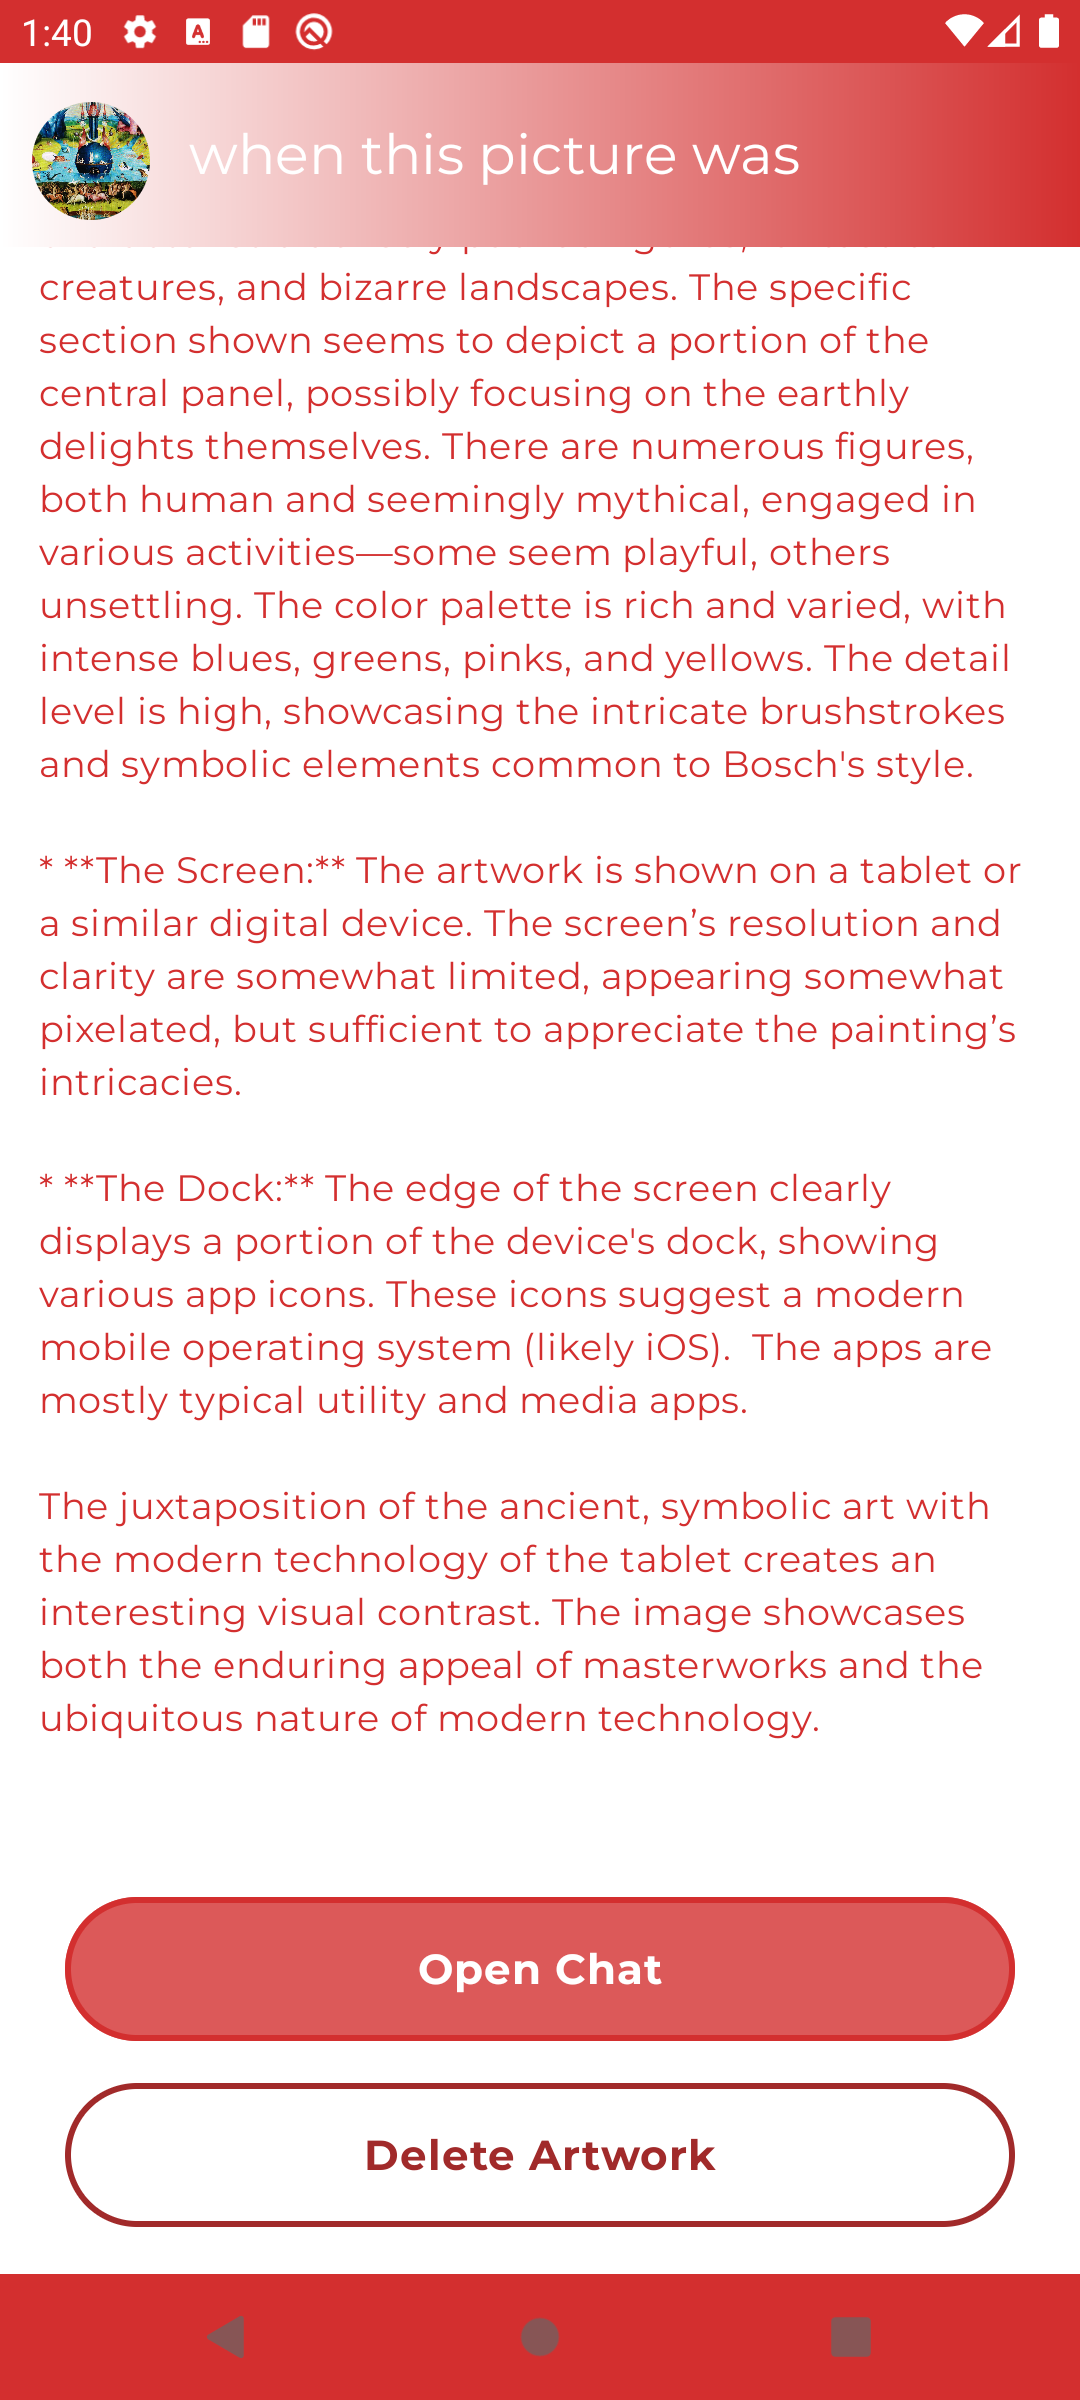 1:40
when this picture was
creatures, and bizarre landscapes. The specific
section shown seems to depict a portion of the
central panel, possibly focusing on the earthly
delights themselves. There are numerous figures,
both human and seemingly mythical, engaged in
various activities—some seem playful, others
unsettling. The color palette is rich and varied, with
intense blues, greens, pinks, and yellows. The detail
level is high, showcasing the intricate brushstrokes
and symbolic elements common to Bosch's style.
* **The Screen:** The artwork is shown on a tablet or
a similar digital device. The screen’s resolution and
clarity are somewhat limited, appearing somewhat
pixelated, but sufficient to appreciate the painting’s
intricacies.
* **The Dock:** The edge of the screen clearly
displays a portion of the device's dock, showing
various app icons. These icons suggest a modern
mobile operating system (likely iOS).  The apps are
mostly typical utility and media apps.
The juxtaposition of the ancient, symbolic art with
the modern technology of the tablet creates an
interesting visual contrast. The image showcases
both the enduring appeal of masterworks and the
ubiquitous nature of modern technology.
Open Chat
Delete Artwork